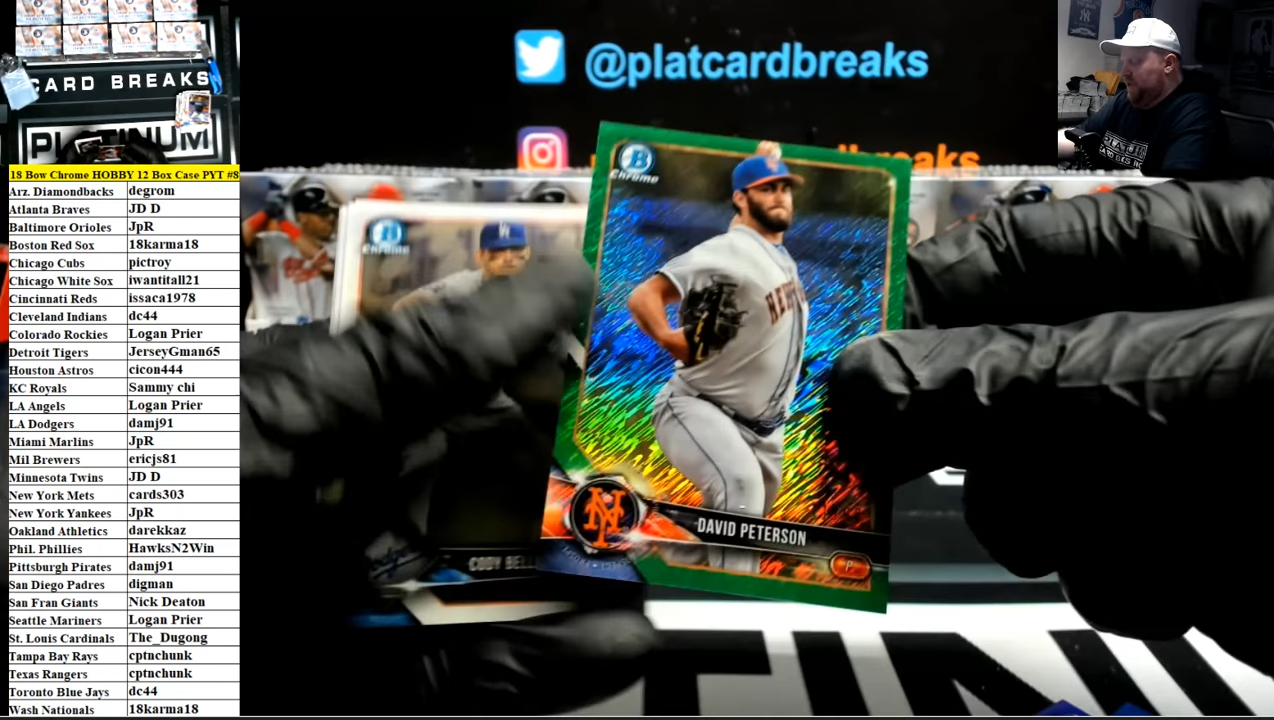 CARD BREAKS
PLATINUM
18 Bow Chrome HOBBY 12 Box Case PYT #8
Arz. Diamondbacks degrom
Atlanta Braves JD D
Baltimore Orioles JpR
Boston Red Sox 18karma18
Chicago Cubs pictroy
Chicago White Sox iwantitall21
Cincinnati Reds issaca1978
Cleveland Indians dc44
Colorado Rockies Logan Prier
Detroit Tigers JerseyGman65
Houston Astros cicon444
KC Royals Sammy chi
LA Angels Logan Prier
LA Dodgers damj91
Miami Marlins JpR
Mil Brewers ericjs81
Minnesota Twins JD D
New York Mets cards303
New York Yankees JpR
Oakland Athletics darekkaz
Phil. Phillies HawksN2Win
Pittsburgh Pirates damj91
San Diego Padres digman
San Fran Giants Nick Deaton
Seattle Mariners Logan Prier
St. Louis Cardinals The_Dugong
Tampa Bay Rays cptnchunk
Texas Rangers cptnchunk
Toronto Blue Jays dc44
Wash Nationals 18karma18
@platcardbreaks
B
Chrome
B
Chrome
NY
DAVID PETERSON
P
CODY